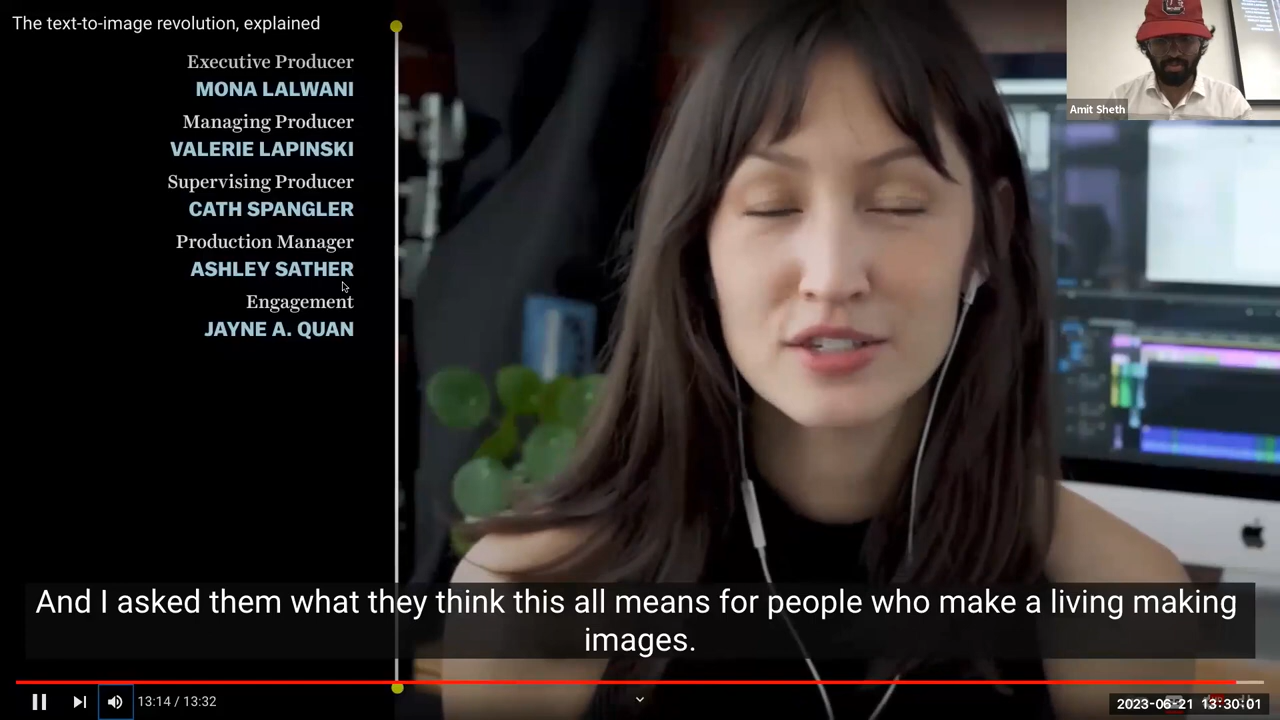 The text-to-image revolution, explained
Executive Producer
MONA LALWANI
Managing Producer
VALERIE LAPINSKI
Supervising Producer
CATH SPANGLER
Production Manager
ASHLEY SATHER
Engagement
JAYNE A. QUAN
Amit Sheth
And I asked them what they think this all means for people who make a living making
images.
13:14 / 13:32
2023-06-21 13:30:01